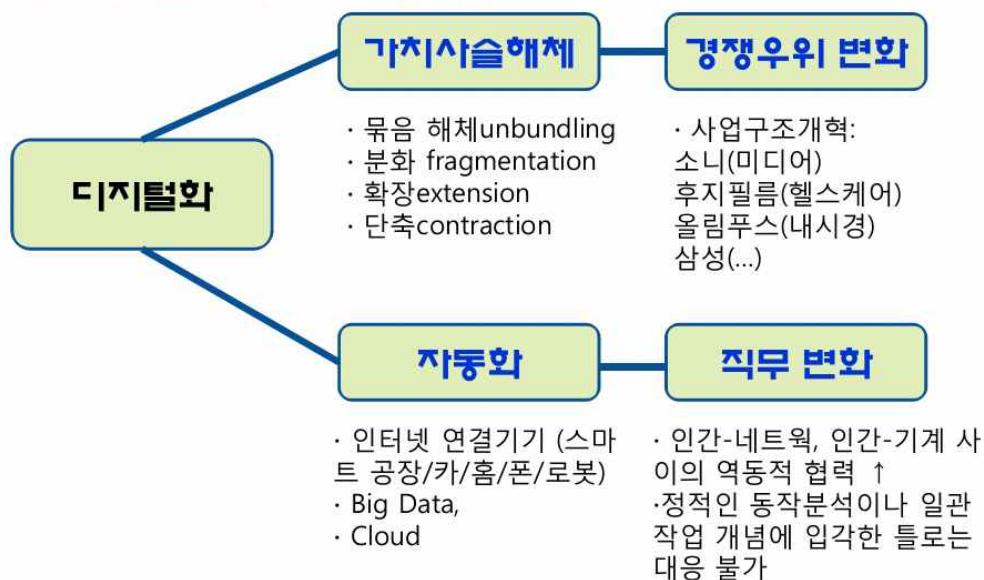 가치사슬해체
경쟁우위 변화
· 묶음 해체unbundling
· 분화 fragmentation
· 확장extension
· 단축contraction
· 사업구조개혁:
소니(미디어)
후지필름(헬스케어)
올림푸스(내시경)
삼성(...)
디지털화
자동화
직무 변화
· 인터넷 연결기기 (스마
트 공장/카/홈/폰/로봇)
· Big Data,
· Cloud
· 인간-네트웍, 인간-기계 사
이의 역동적 협력 ↑
·정적인 동작분석이나 일관
작업 개념에 입각한 틀로는
대응 불가